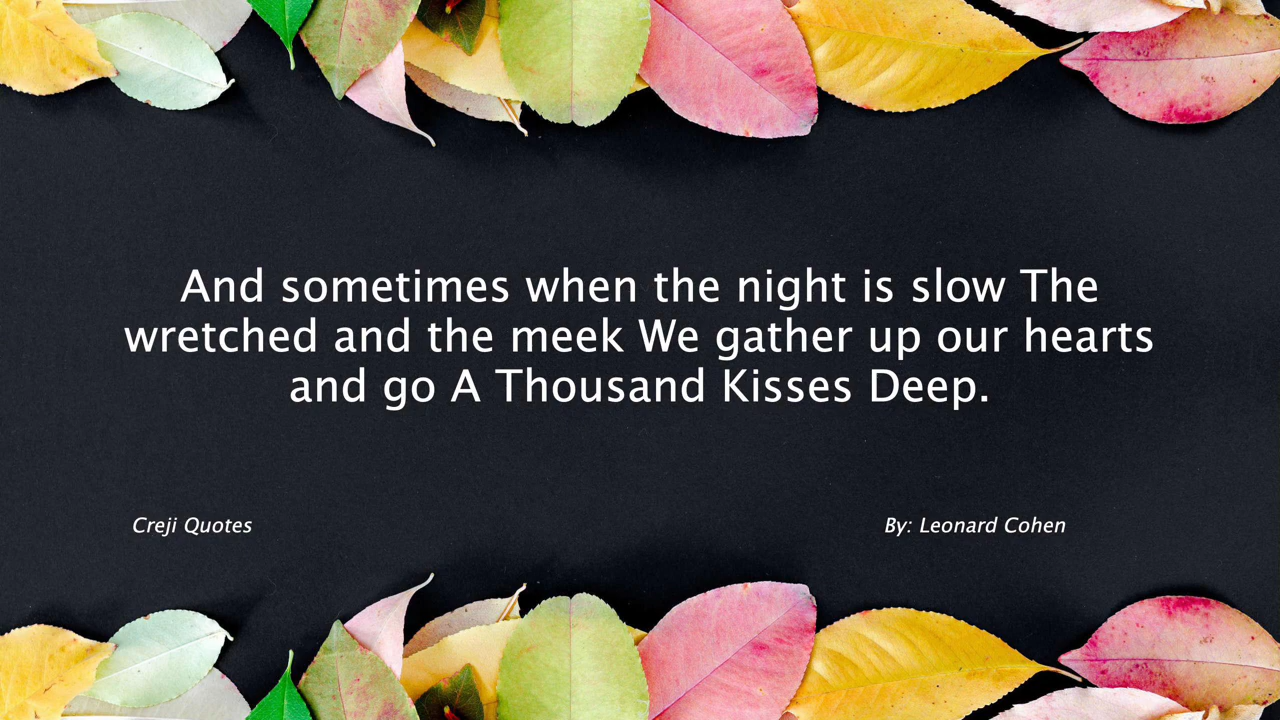 And sometimes when the night is slow The
wretched and the meek We gather up our hearts
and go A Thousand Kisses Deep.
Creji Quotes
By: Leonard Cohen